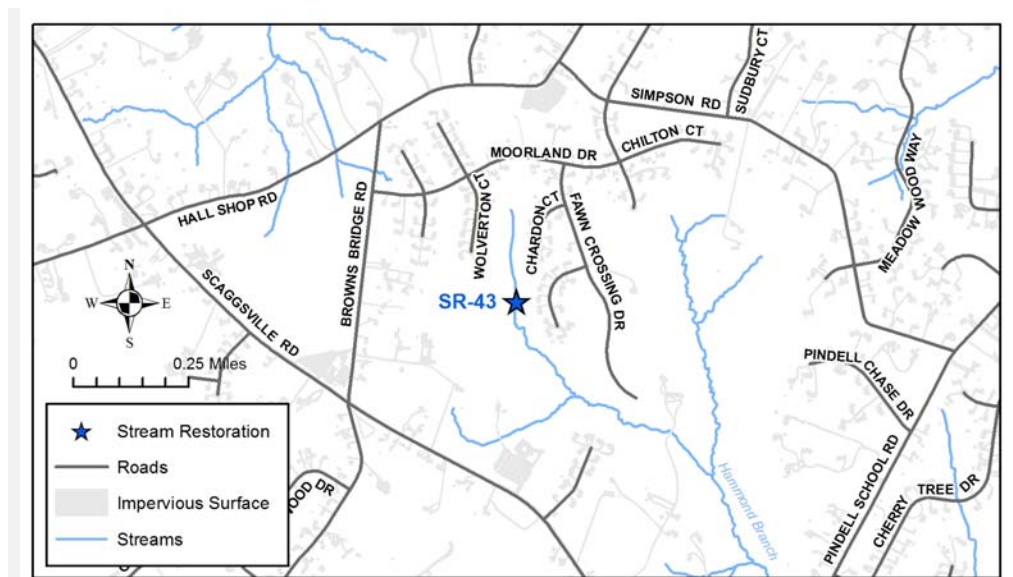 SUDBURY CT
SIMPSON RD
CHILTON CT
MOORLAND DR
MEADOW WOOD WAY
HALL SHOP RD
BROWNS BRIDGE RD
WOLVERTON CT
CHARDON CT
FAWN CROSSING DR
N
W E
S
SCAGGSVILLE RD
SR-43
0 0.25 Miles
PINDELL CHASE DR
Stream Restoration
Roads
Impervious Surface
Streams
WOOD DR
Hammond Branch
PINDELL SCHOOL RD
CHERRY TREE DR